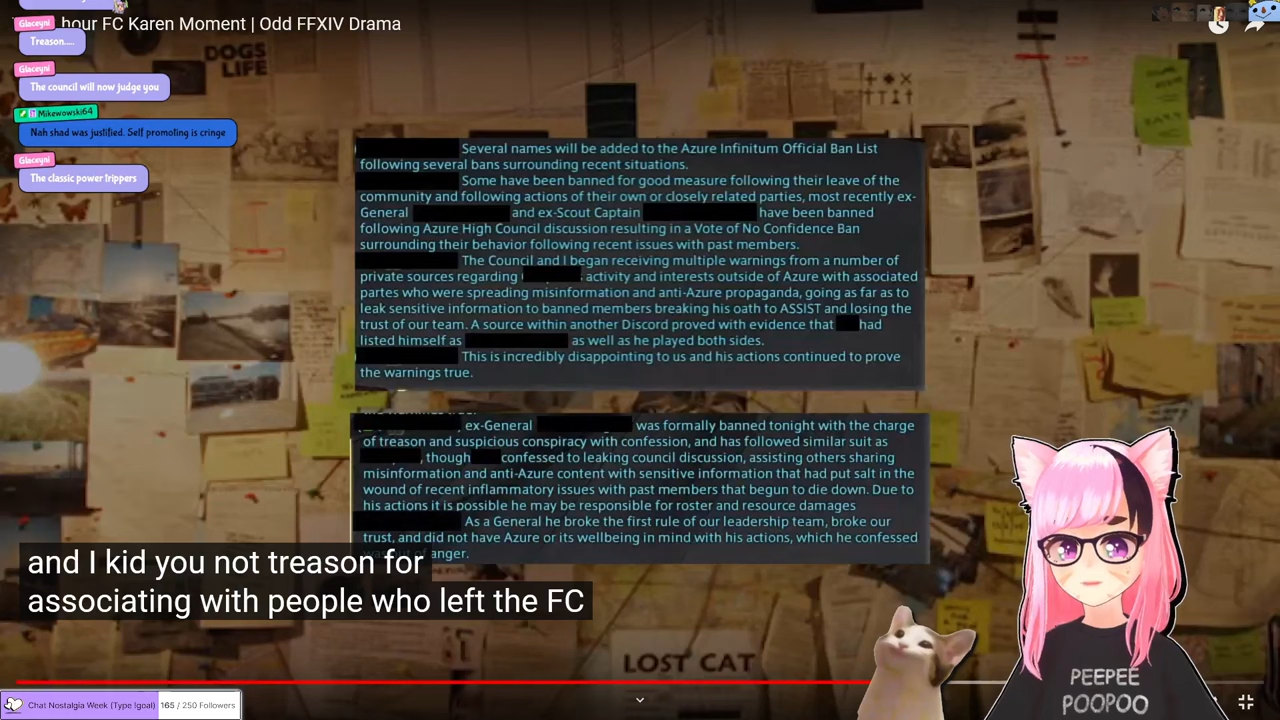 hour FC Karen Moment | Odd FFXIV Drama
Glaceyni
Treason....
Glaceyni
The council will now judge you
Mikewowski64
Nah shad was justified. Self promoting is cringe
Glaceyni
The classic power trippers
DOGS
LIFE
Several names will be added to the Azure Infinitum Official Ban List
following several bans surrounding recent situations.
Some have been banned for good measure following their leave of the
community and following actions of their own or closely related parties, most recently ex-
General and ex-Scout Captain have been banned
following Azure High Council discussion resulting in a Vote of No Confidence Ban
surrounding their behavior following recent issues with past members.
The Council and I began receiving multiple warnings from a number of
private sources regarding activity and interests outside of Azure with associated
partes who were spreading misinformation and anti-Azure propaganda, going as far as to
leak sensitive information to banned members breaking his oath to ASSIST and losing the
trust of our team. A source within another Discord proved with evidence that had
listed himself as as well as he played both sides.
This is incredibly disappointing to us and his actions continued to prove
the warnings true.
ex-General was formally banned tonight with the charge
of treason and suspicious conspiracy with confession, and has followed similar suit as
, though confessed to leaking council discussion, assisting others sharing
misinformation and anti-Azure content with sensitive information that had put salt in the
wound of recent inflammatory issues with past members that begun to die down. Due to
his actions it is possible he may be responsible for roster and resource damages
As a General he broke the first rule of our leadership team, broke our
trust, and did not have Azure or its wellbeing in mind with his actions, which he confessed
was out of anger.
and I kid you not treason for
associating with people who left the FC
LOST CAT
PEEPEE
POOPOO
Chat Nostalgia Week (Type !goal) 165 / 250 Followers